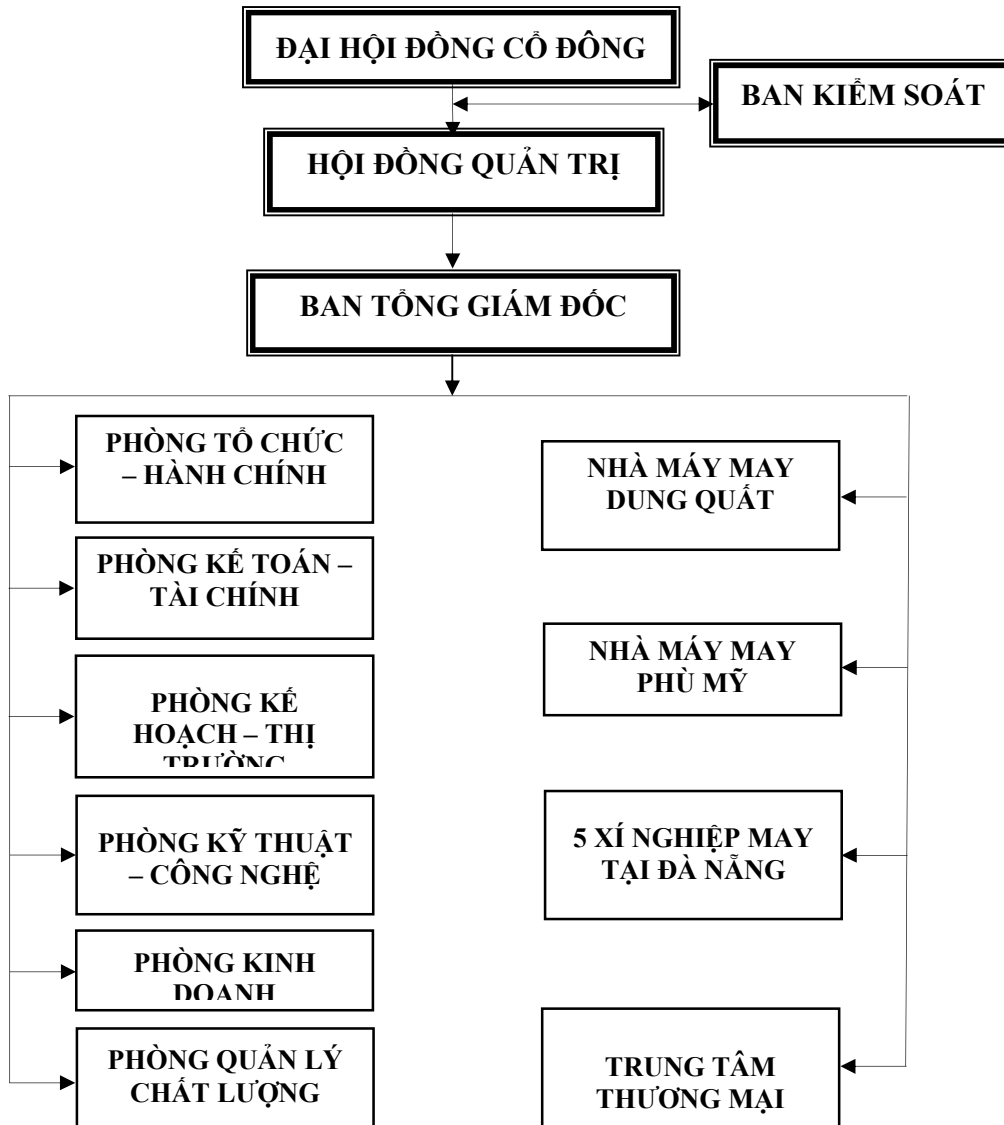 ĐẠI HỘI ĐỒNG CỔ ĐÔNG
BAN KIỂM SOÁT
HỘI ĐỒNG QUẢN TRỊ
BAN TỔNG GIÁM ĐỐC
PHÒNG TỔ CHỨC
– HÀNH CHÍNH
PHÒNG KẾ TOÁN –
TÀI CHÍNH
PHÒNG KẾ
HOẠCH – THỊ
TRƯỜNG
PHÒNG KỸ THUẬT
– CÔNG NGHỆ
PHÒNG KINH
DOANH
PHÒNG QUẢN LÝ
CHẤT LƯỢNG
NHÀ MÁY MAY
DUNG QUẤT
NHÀ MÁY MAY
PHÙ MỸ
5 XÍ NGHIỆP MAY
TẠI ĐÀ NẴNG
TRUNG TÂM
THƯƠNG MẠI